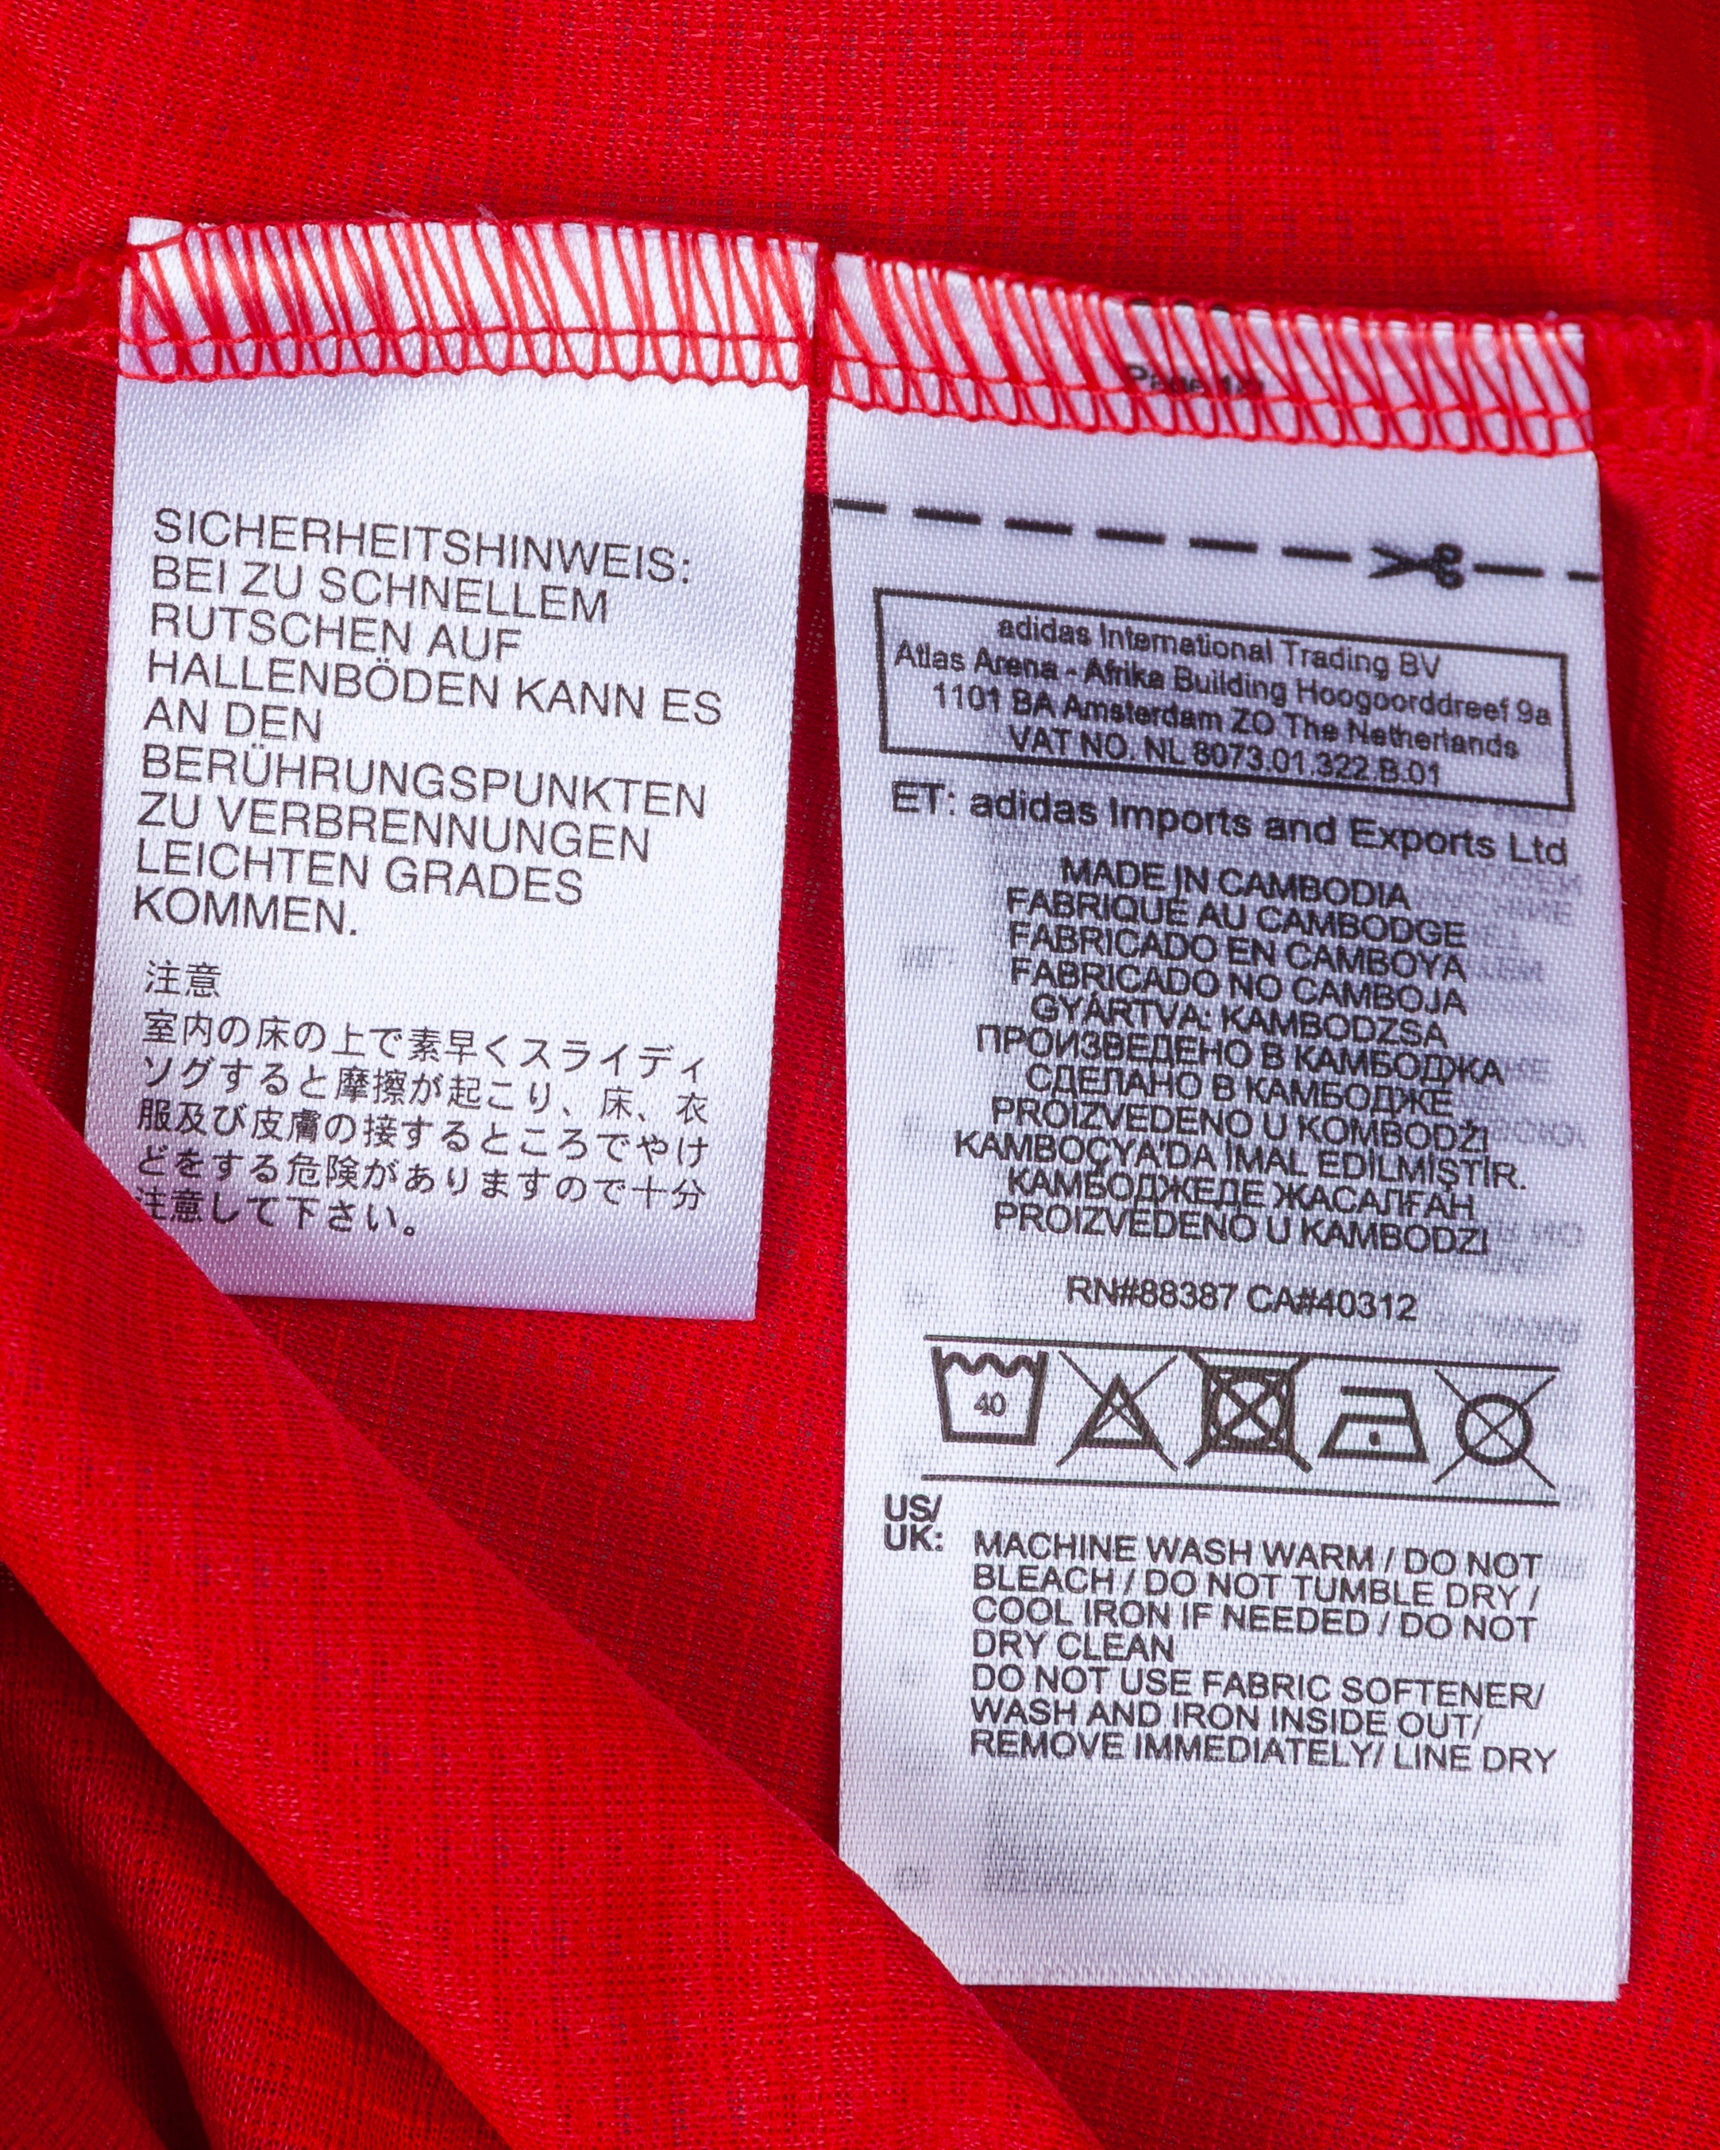 SICHERHEITSHINWEIS:
BEI ZU SCHNELLEM
RUTSCHEN AUF
HALLENBÖDEN KANN ES
AN DEN
BERÜHRUNGSPUNKTEN
ZU VERBRENNUNGEN
LEICHTEN GRADES
KOMMEN.
注意
室内の床の上で素早くスライディ
ングすると摩擦が起こり、床、衣
服及び皮膚の接するところでやけ
どをする危険がありますので十分
注意して下さい。
adidas International Trading BV
Atlas Arena - Afrika Building Hoogoorddreef 9a
1101 BA Amsterdam ZO The Netherlands
VAT NO. NL 8073.01.322.B.01
ET: adidas Imports and Exports Ltd
MADE IN CAMBODIA
FABRIQUE AU CAMBODGE
FABRICADO EN CAMBOYA
FABRICADO NO CAMBOJA
GYÁRTVA: KAMBODZSA
ПРОИЗВЕДЕНО В КАМБОДЖА
СДЕЛАНО В КАМБОДЖЕ
PROIZVEDENO U KOMBODŽI
KAMBOÇYA'DA İMAL EDİLMİŞTİR.
КАМБОДЖЕДЕ ЖАСАЛҒАН
PROIZVEDENO U KAMBODZI
RN#88387 CA#40312
40
US/
UK:
MACHINE WASH WARM / DO NOT
BLEACH / DO NOT TUMBLE DRY /
COOL IRON IF NEEDED / DO NOT
DRY CLEAN
DO NOT USE FABRIC SOFTENER/
WASH AND IRON INSIDE OUT/
REMOVE IMMEDIATELY/ LINE DRY